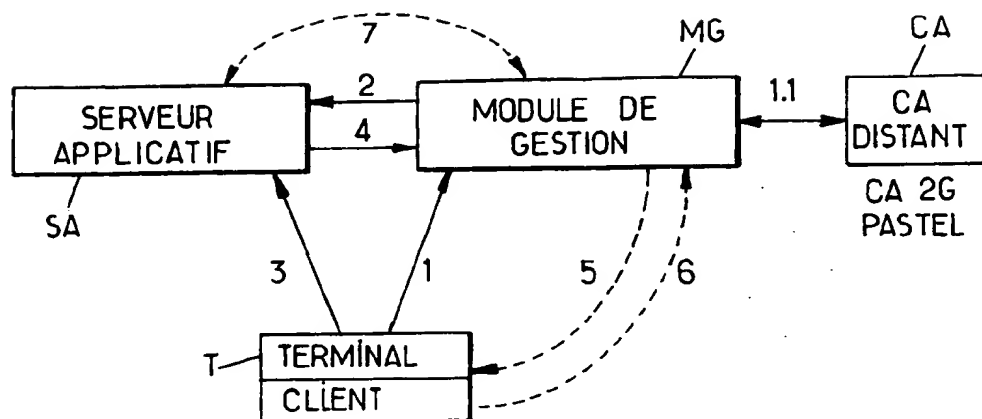 7
MG
CA
SERVEUR
APPLICATIF
2
4
MODULE DE
GESTION
1.1
CA
DISTANT
CA 2G
PASTEL
SA
3
1
5
6
T
TERMINAL
CLIENT